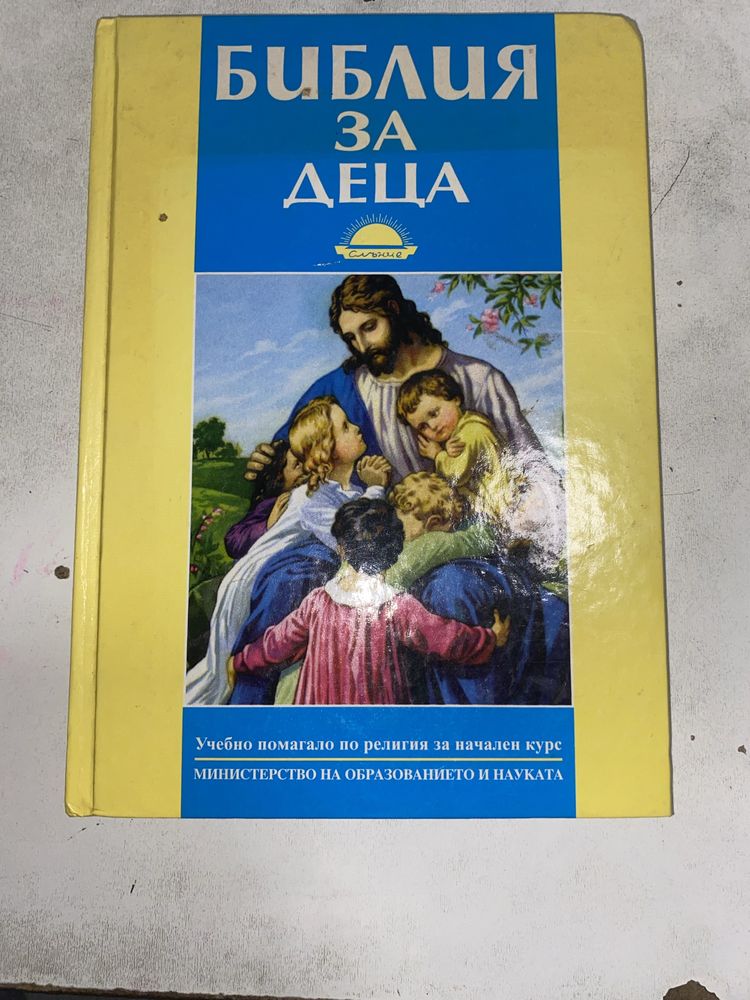 БИБЛИЯ
ЗА
ДЕЦА
Слънце
Учебно помагало по религия за начален курс
МИНИСТЕРСТВО НА ОБРАЗОВАНИЕТО И НАУКАТА